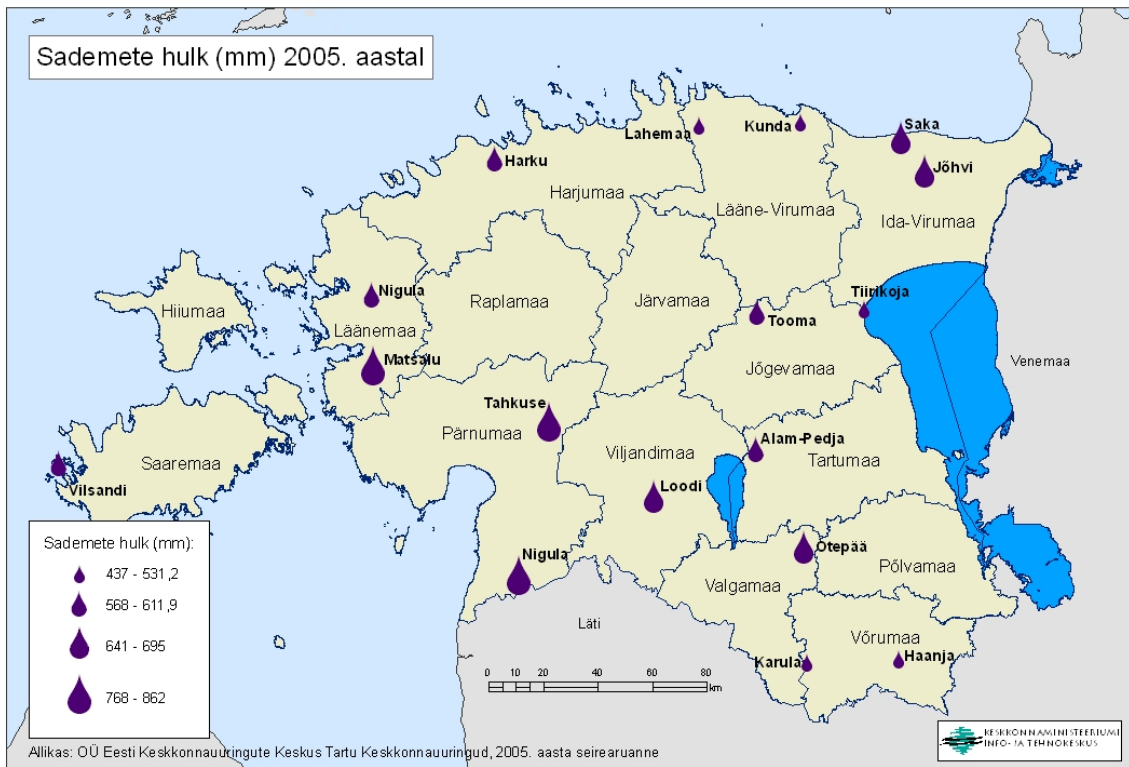 Sademete hulk (mm) 2005. aastal
Lahemaa
Kunda
Saka
Harku
Jõhvi
Harjumaa
Lääne-Virumaa
Ida-Virumaa
Nigula
Raplamaa
Järvamaa
Tiirikoja
Hiiumaa
Läänemaa
Tooma
Matsalu
Jõgevamaa
Venemaa
Tahkuse
Pärnumaa
Alam-Pedja
Viljandimaa
Tartumaa
Saaremaa
Vilsandi
Loodi
Nigula
Otepää
Põlvamaa
Valgamaa
Läti
Võrumaa
Karula
Haanja
Sademete hulk (mm):
437 - 531,2
568 - 611,9
641 - 695
768 - 862
0 20 40 60 80
km
Allikas: OÜ Eesti Keskkonnauuringute Keskus Tartu Keskkonnauuringud, 2005. aasta seirearuanne
KESKKONNAMINISTEERIUMI
INFO- JA TEHNOKESKUS